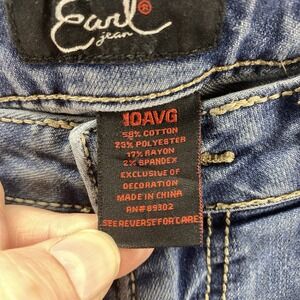 Earl®
jean
10AVG
58% COTTON
23% POLYESTER
17% RAYON
2% SPANDEX
EXCLUSIVE OF
DECORATION
MADE IN CHINA
RN#89302
SEE REVERSE FOR CARE